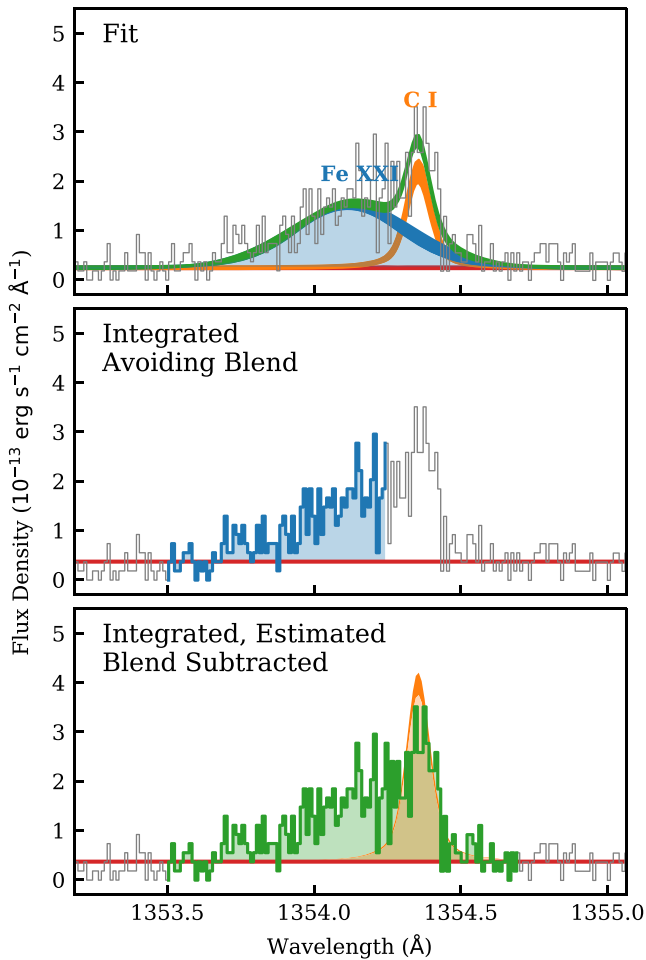 Fit
C I
Fe XXI
5
4
3
2
1
0
Integrated
Avoiding Blend
5
4
3
2
1
0
Flux Density (10⁻¹³ erg s⁻¹ cm⁻² Å⁻¹)
Integrated, Estimated
Blend Subtracted
5
4
3
2
1
0
1353.5 1354.0 1354.5 1355.0
Wavelength (Å)